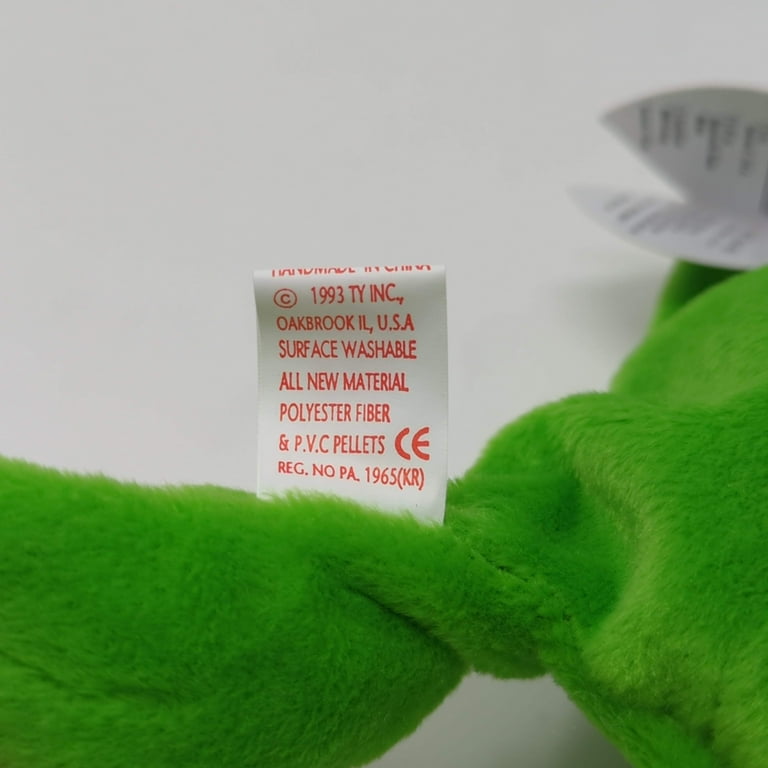 HANDMADE IN CHINA
© 1993 TY INC.,
OAKBROOK IL, U.S.A
SURFACE WASHABLE
ALL NEW MATERIAL
POLYESTER FIBER
& P.V.C PELLETS CE
REG. NO PA. 1965(KR)